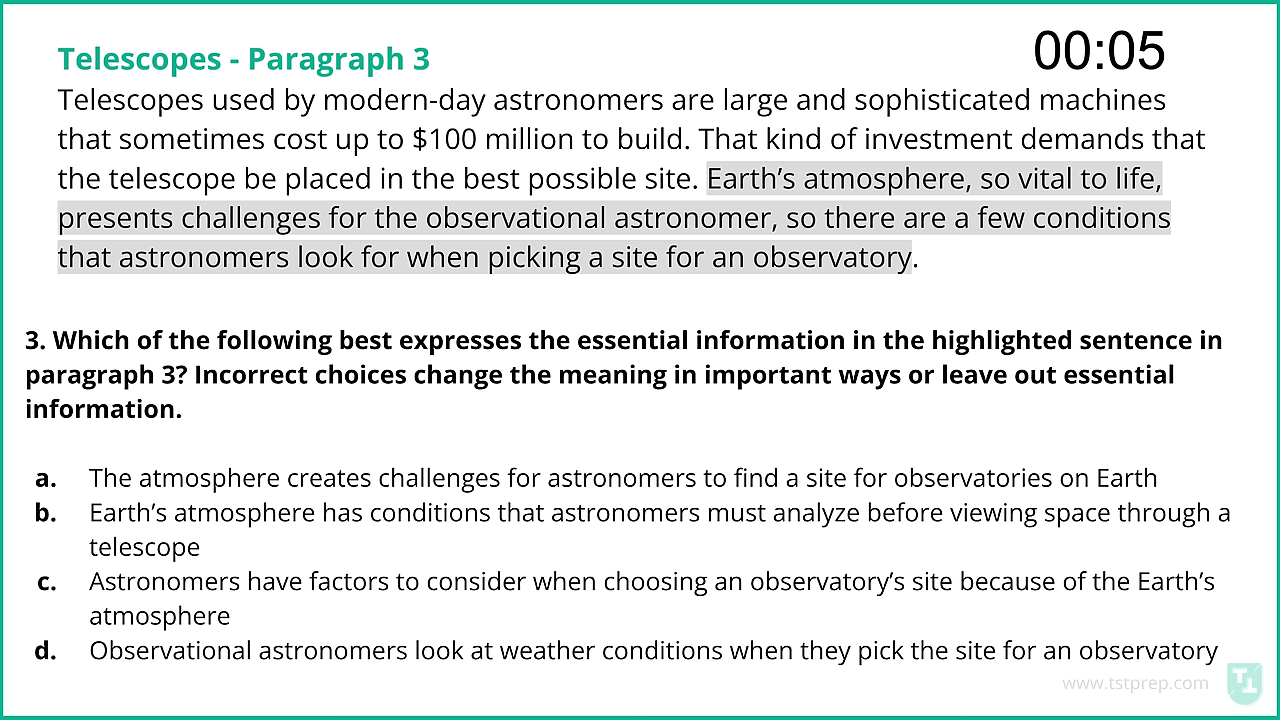 Telescopes - Paragraph 3
00:05
Telescopes used by modern-day astronomers are large and sophisticated machines
that sometimes cost up to $100 million to build. That kind of investment demands that
the telescope be placed in the best possible site. Earth's atmosphere, so vital to life,
presents challenges for the observational astronomer, so there are a few conditions
that astronomers look for when picking a site for an observatory.
3. Which of the following best expresses the essential information in the highlighted sentence in
paragraph 3? Incorrect choices change the meaning in important ways or leave out essential
information.
a. The atmosphere creates challenges for astronomers to find a site for observatories on Earth
b. Earth's atmosphere has conditions that astronomers must analyze before viewing space through a
telescope
c. Astronomers have factors to consider when choosing an observatory's site because of the Earth's
atmosphere
d. Observational astronomers look at weather conditions when they pick the site for an observatory
www.tstprep.com